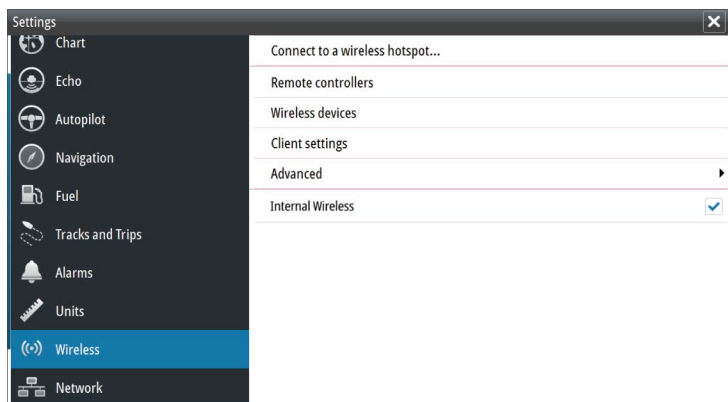 Settings
Chart
Echo
Autopilot
Navigation
Fuel
Tracks and Trips
Alarms
Units
Wireless
Network
Connect to a wireless hotspot...
Remote controllers
Wireless devices
Client settings
Advanced
Internal Wireless